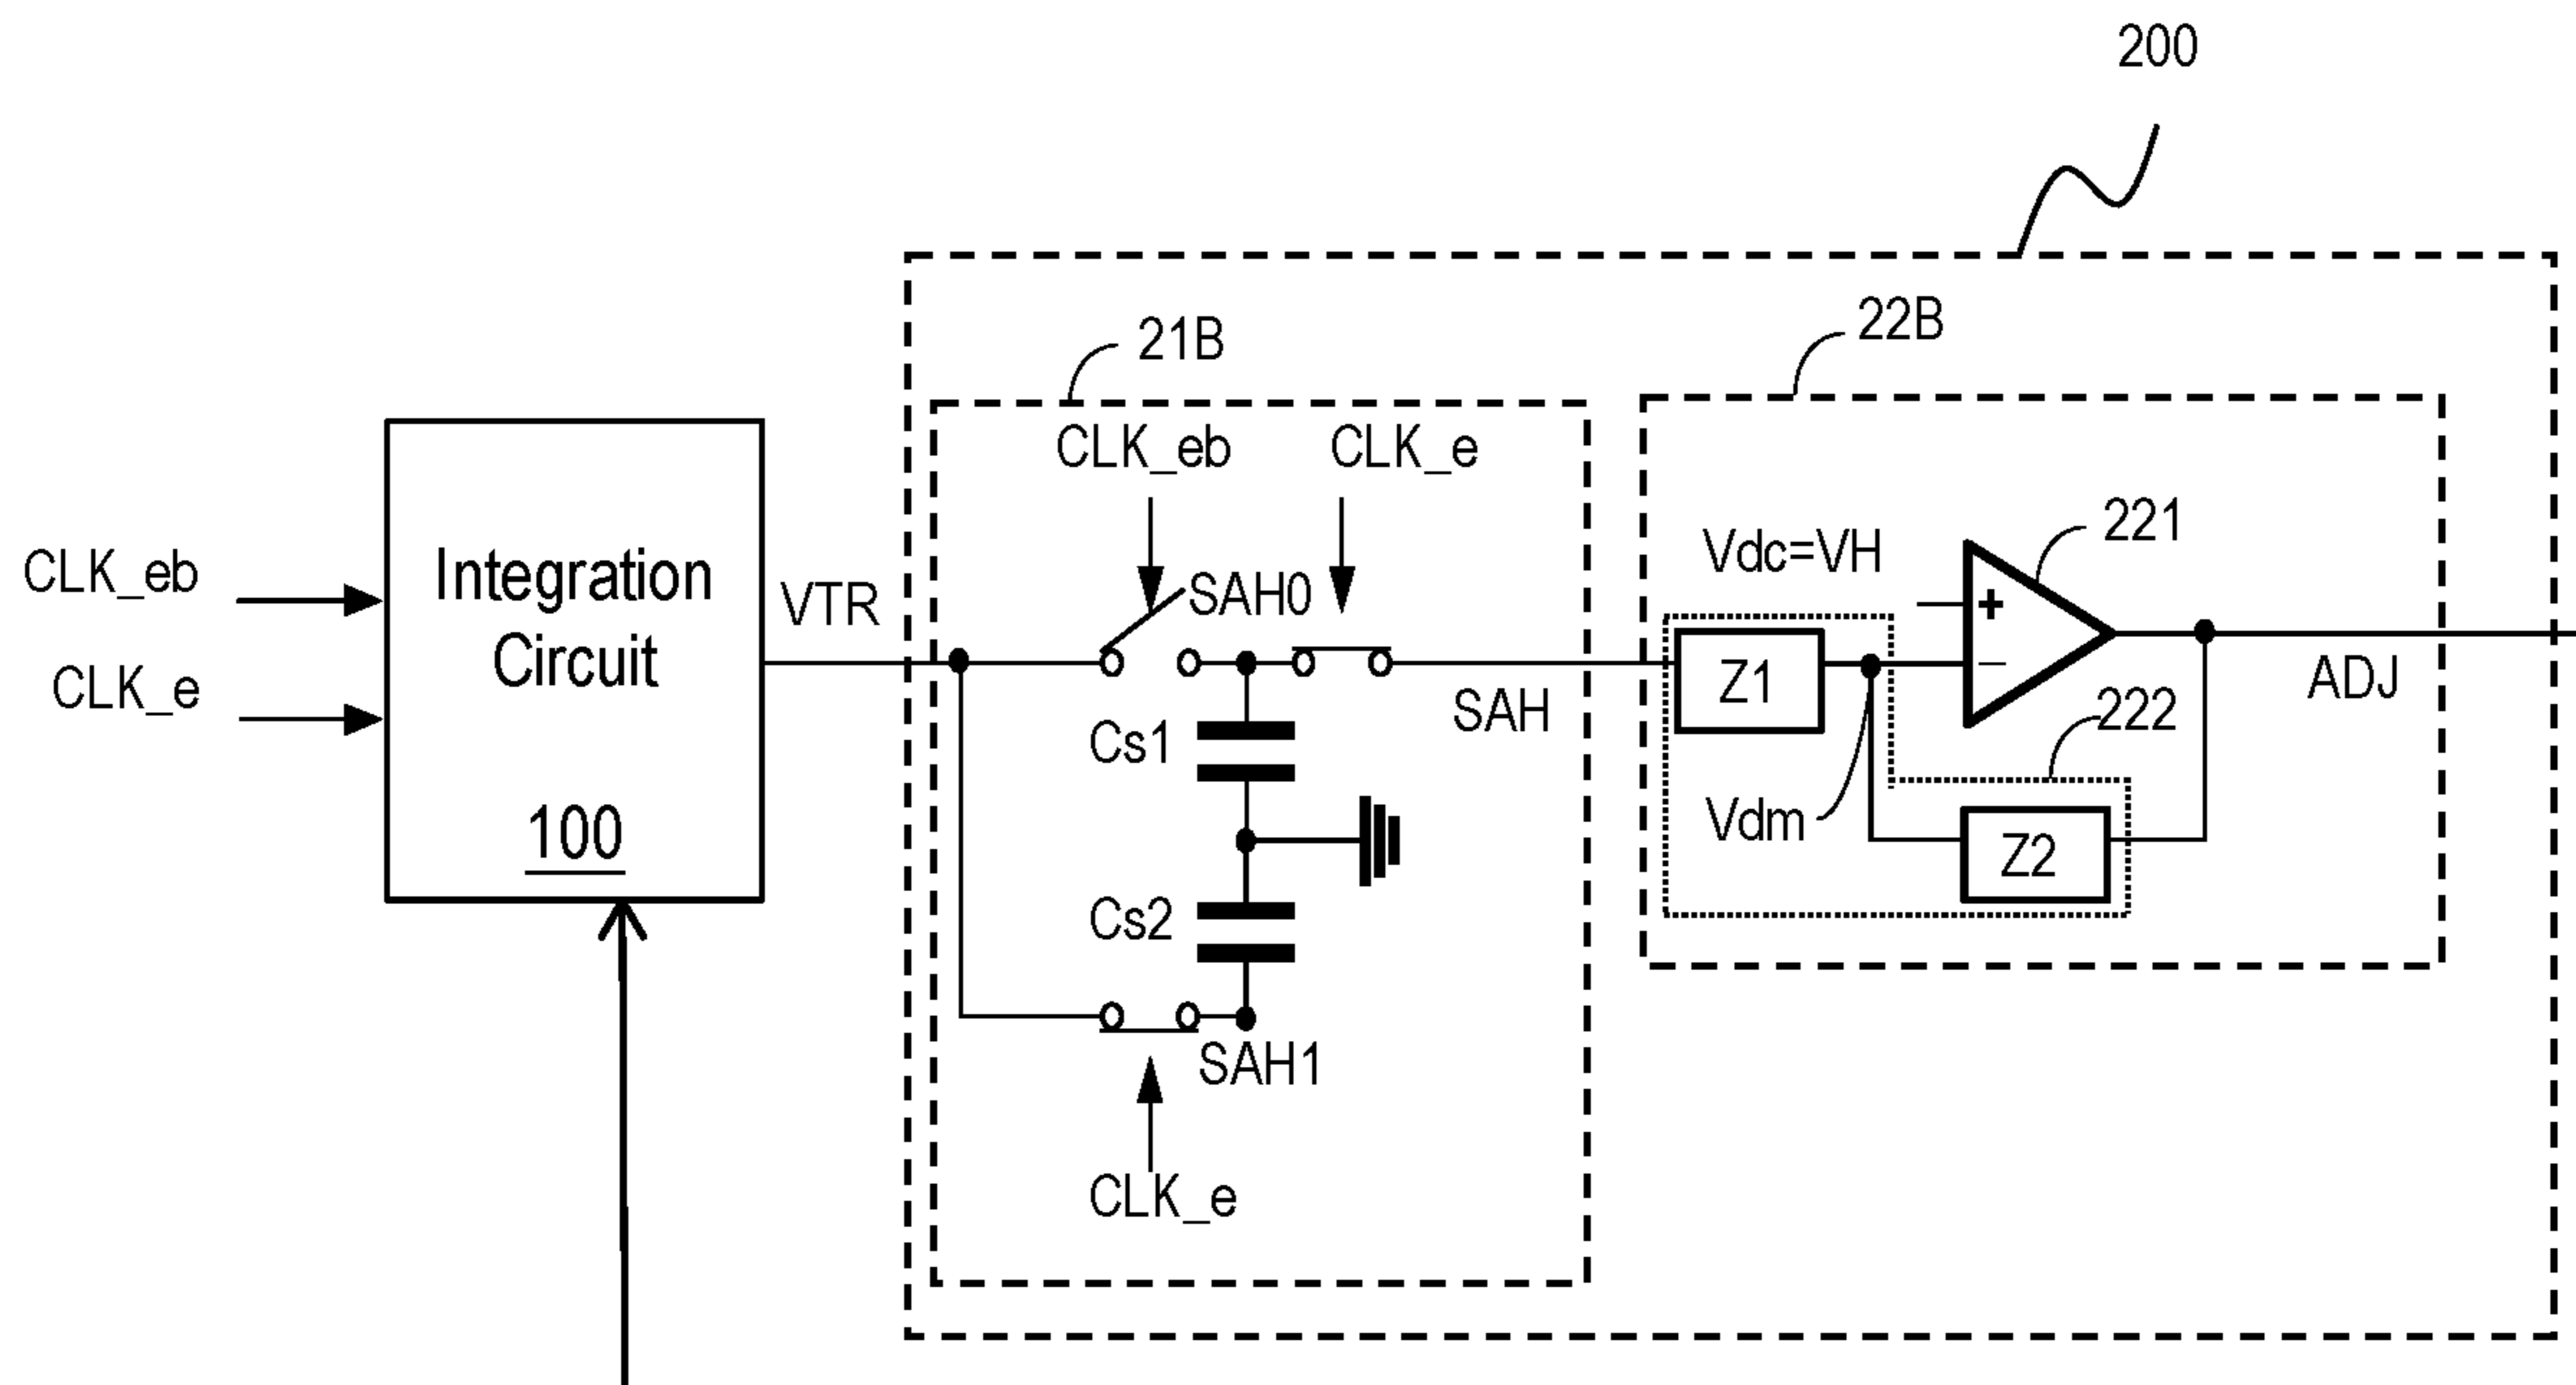 200
21B
22B
CLK_eb
CLK_e
221
Vdc=VH
CLK_eb
Integration
Circuit
VTR
SAH0
+
CLK_e
Z1
−
SAH
ADJ
222
Cs1
Vdm
100
Z2
Cs2
SAH1
CLK_e